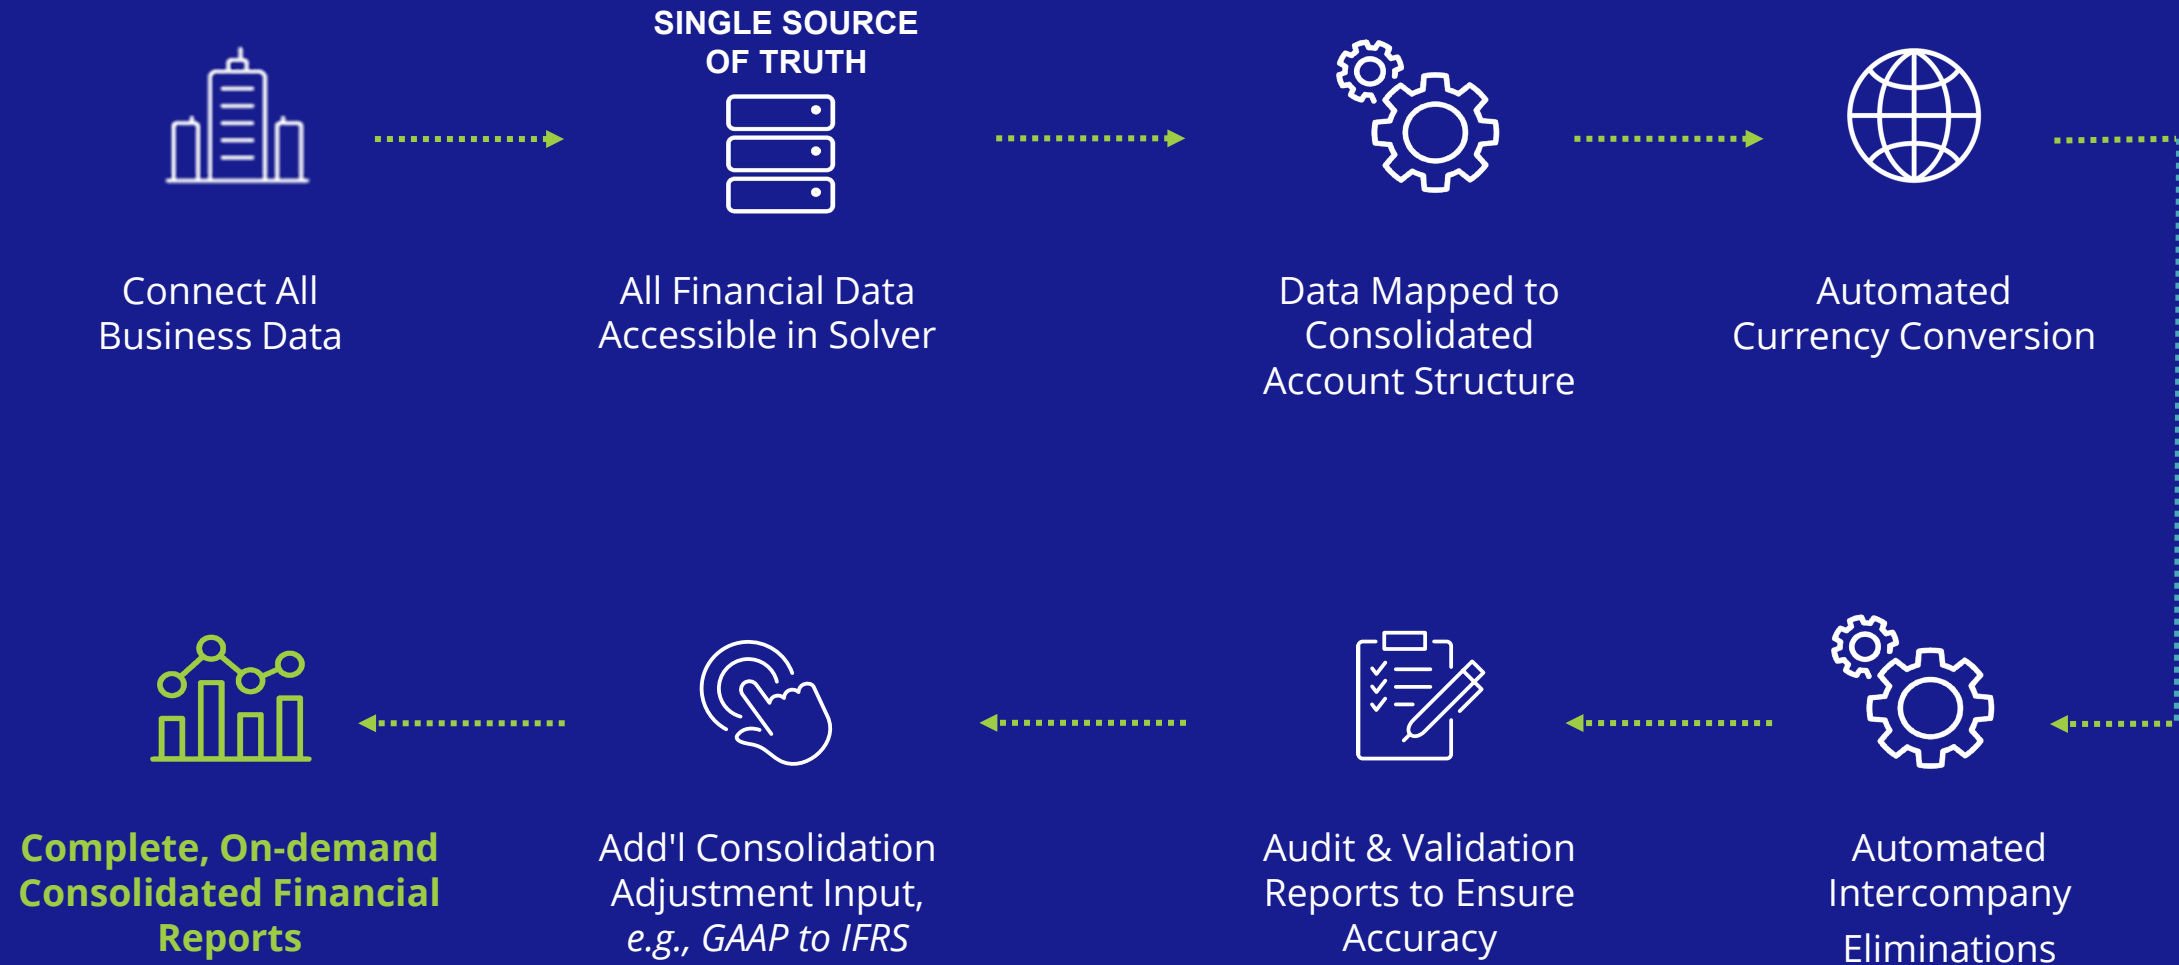 SINGLE SOURCE
OF TRUTH
Connect All
Business Data
All Financial Data
Accessible in Solver
Data Mapped to
Consolidated
Account Structure
Automated
Currency Conversion
Complete, On-demand
Consolidated Financial
Reports
Add'l Consolidation
Adjustment Input,
e.g., GAAP to IFRS
Audit & Validation
Reports to Ensure
Accuracy
Automated
Intercompany
Eliminations